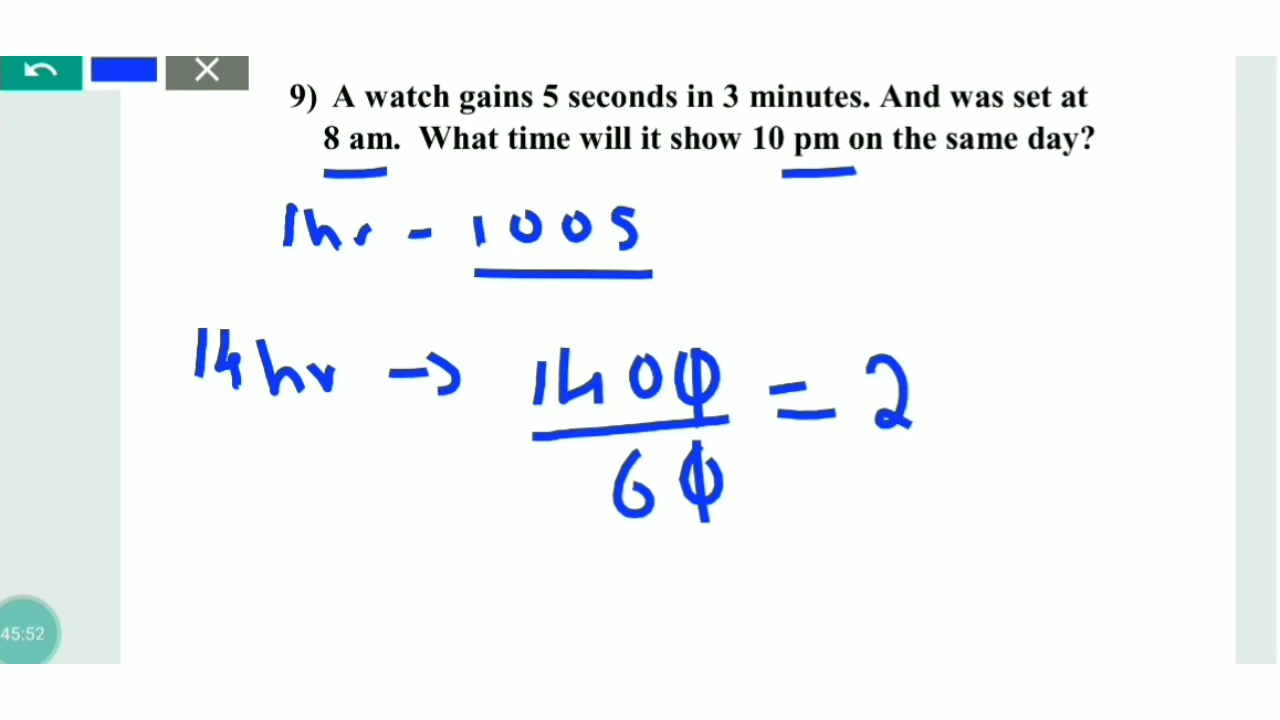 9) A watch gains 5 seconds in 3 minutes. And was set at
8 am. What time will it show 10 pm on the same day?
1hr - 100s
14hr → 1400/60 = 2
45:52